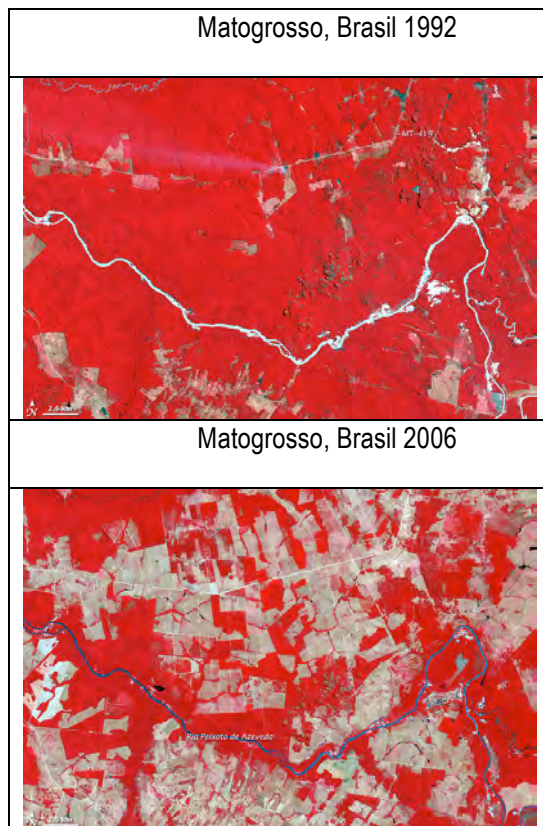 Matogrosso, Brasil 1992
MT-419
N
Matogrosso, Brasil 2006
Rio Peixoto de Azevedo
N